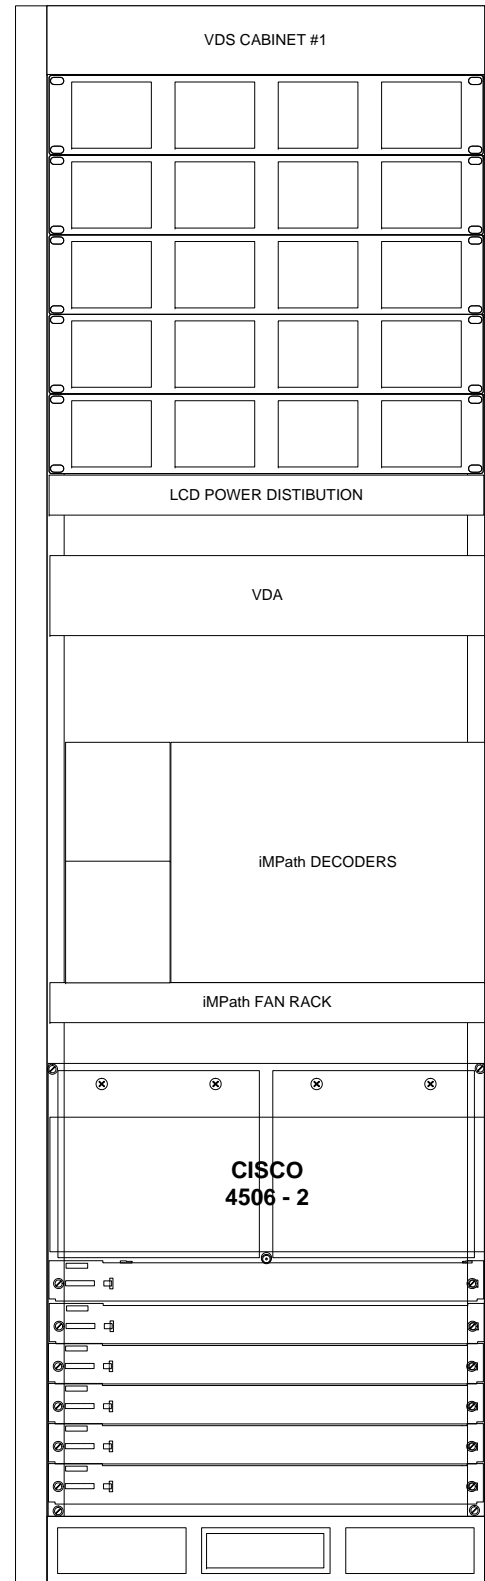 VDS CABINET #1
LCD POWER DISTIBUTION
VDA
iMPath DECODERS
iMPath FAN RACK
CISCO
4506 - 2